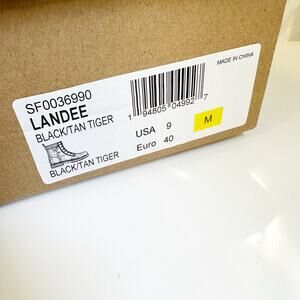 SF0036990
LANDEE
BLACK/TAN TIGER
BLACK/TAN TIGER
1 94805 04992 7
USA 9
Euro 40
M
MADE IN CHINA